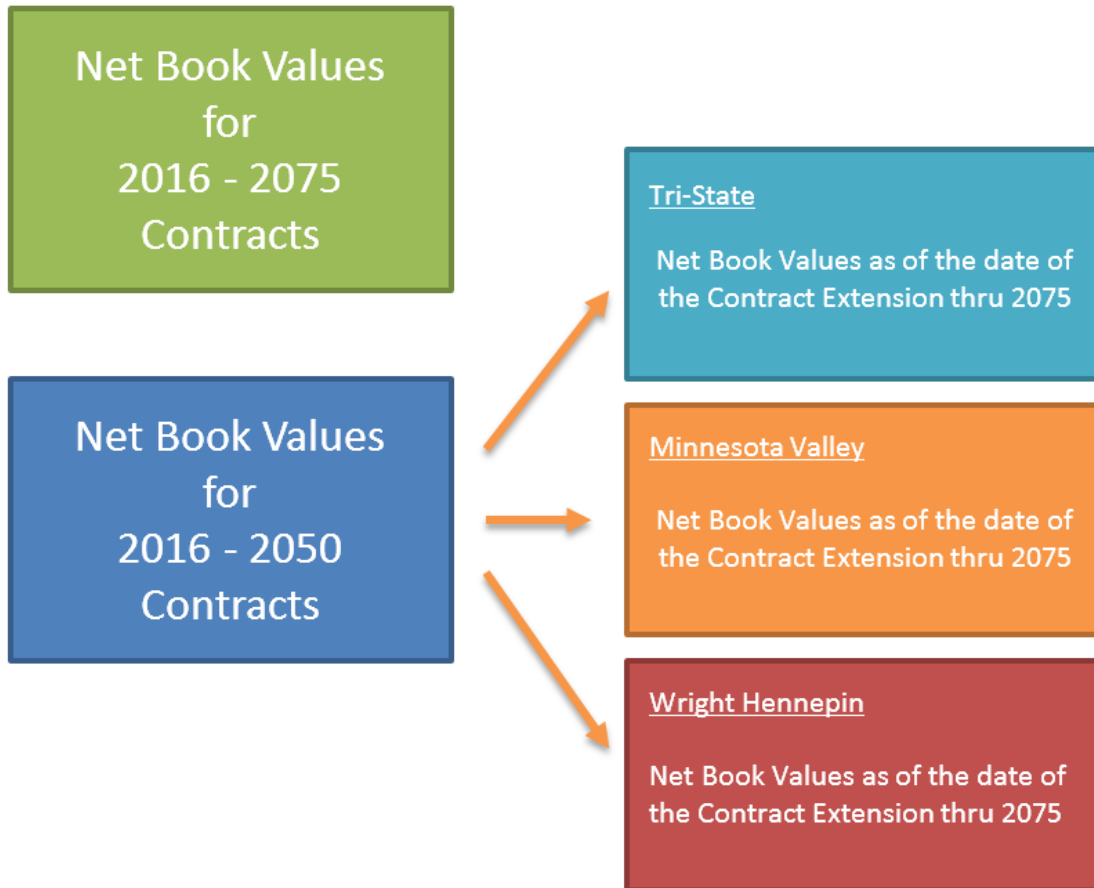 Net Book Values
for
2016 - 2075
Contracts
Net Book Values
for
2016 - 2050
Contracts
Tri-State
Net Book Values as of the date of
the Contract Extension thru 2075
Minnesota Valley
Net Book Values as of the date of
the Contract Extension thru 2075
Wright Hennepin
Net Book Values as of the date of
the Contract Extension thru 2075